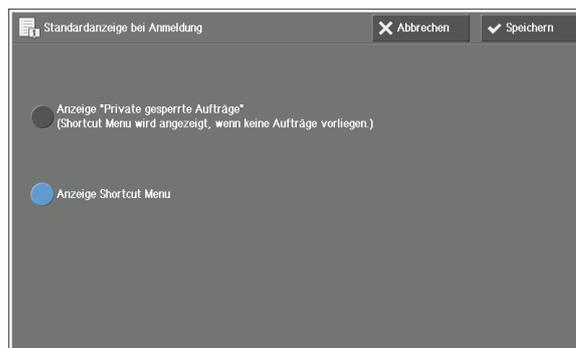 Standardanzeige bei Anmeldung
Abbrechen
Speichern
Anzeige "Private gesperrte Aufträge"
(Shortcut Menu wird angezeigt, wenn keine Aufträge vorliegen.)
Anzeige Shortcut Menu